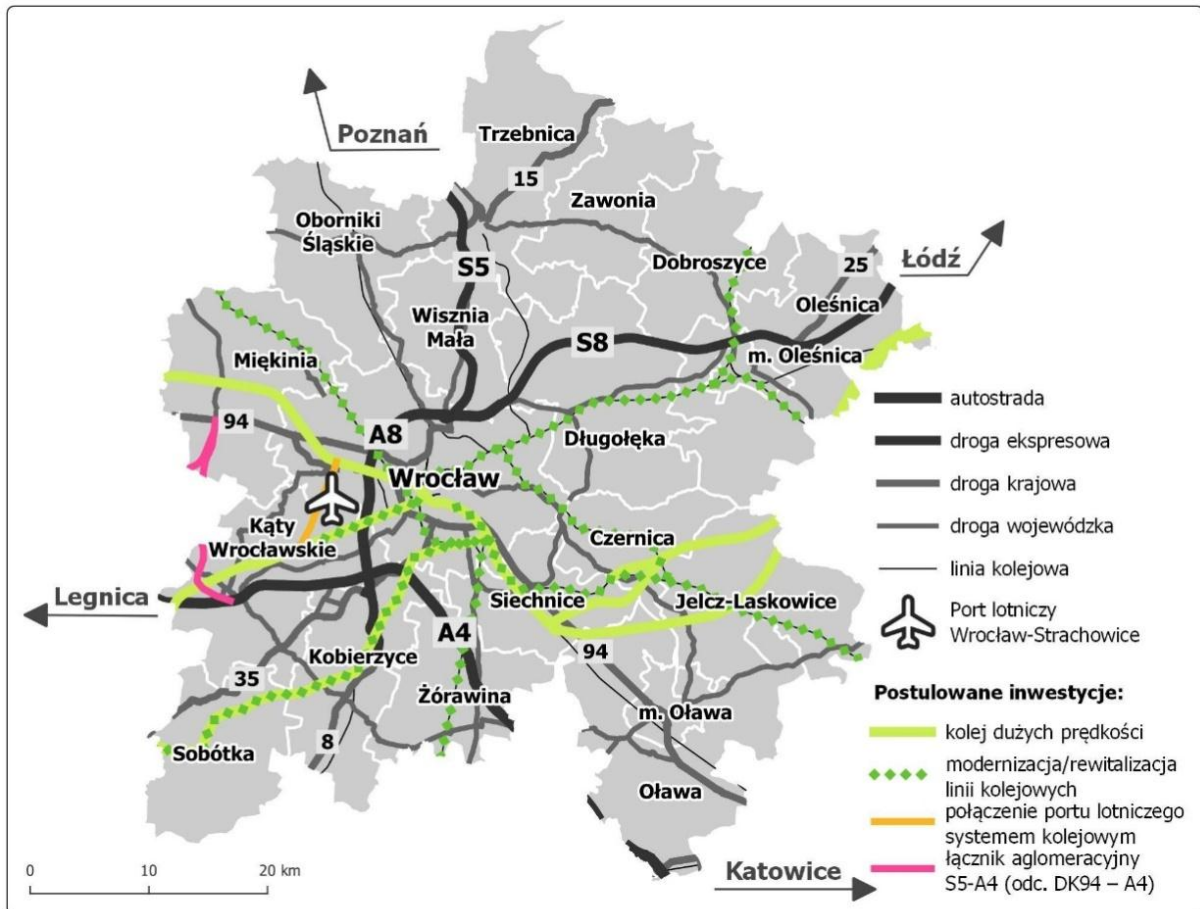 Poznań
Trzebnica
15
Zawonia
Oborniki
Śląskie
S5
Dobroszyce
25
Łódź
Oleśnica
Wisznia
Mała
S8
m. Oleśnica
Miękinia
94
A8
Długołęka
Wrocław
Kąty
Wrocławskie
Czernica
Legnica
Siechnice
Jelcz-Laskowice
A4
94
Kobierzyce
35
Żórawina
m. Oława
8
Sobótka
Oława
Katowice
0 10 20 km
autostrada
droga ekspresowa
droga krajowa
droga wojewódzka
linia kolejowa
Port lotniczy
Wrocław-Strachowice
Postulowane inwestycje:
kolej dużych prędkości
modernizacja/rewitalizacja
linii kolejowych
połączenie portu lotniczego
systemem kolejowym
łącznik aglomeracyjny
S5-A4 (odc. DK94 – A4)